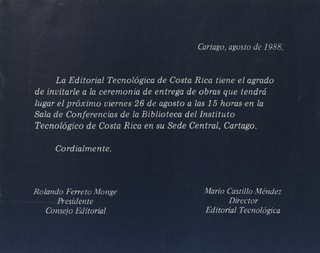 Cartago, agosto de 1988.
La Editorial Tecnológica de Costa Rica tiene el agrado
de invitarle a la ceremonia de entrega de obras que tendrá
lugar el próximo viernes 26 de agosto a las 15 horas en la
Sala de Conferencias de la Biblioteca del Instituto
Tecnológico de Costa Rica en su Sede Central, Cartago.
Cordialmente.
Rolando Ferreto Monge
Presidente
Consejo Editorial
Mario Castillo Méndez
Director
Editorial Tecnológica